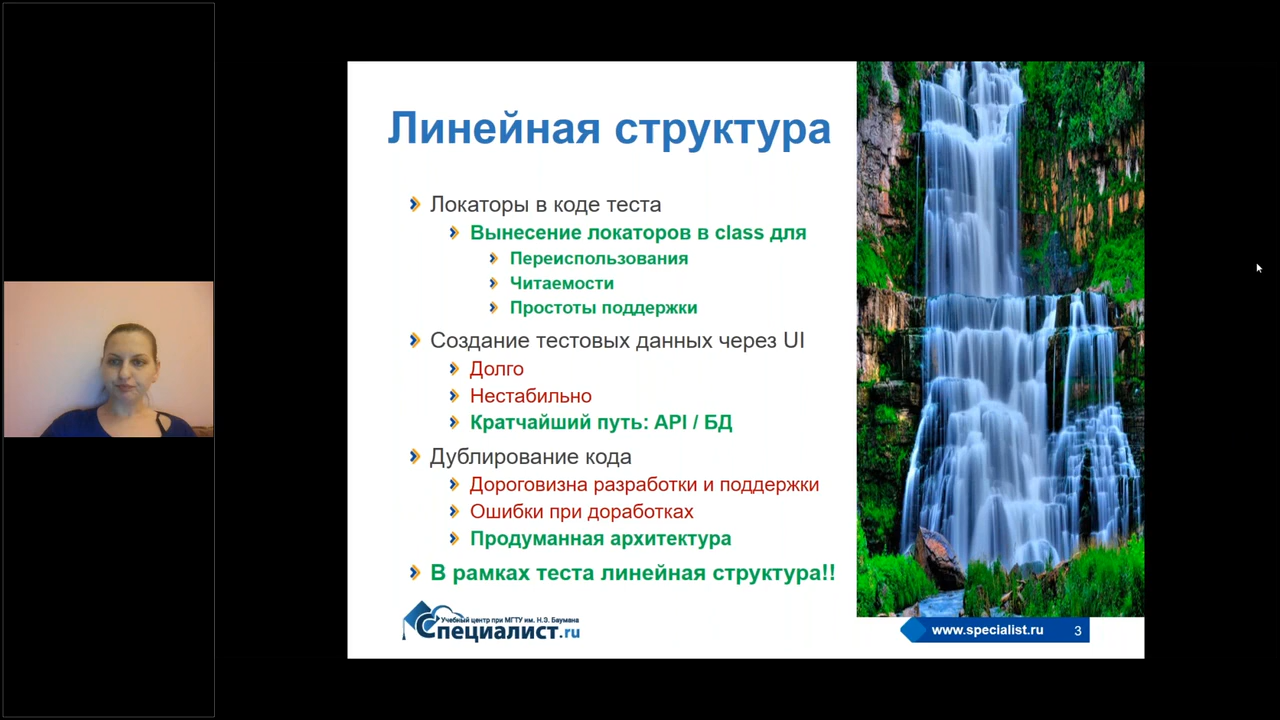 Линейная структура
Локаторы в коде теста
Вынесение локаторов в class для
Переиспользования
Читаемости
Простоты поддержки
Создание тестовых данных через UI
Долго
Нестабильно
Кратчайший путь: API / БД
Дублирование кода
Дороговизна разработки и поддержки
Ошибки при доработках
Продуманная архитектура
В рамках теста линейная структура!!
Учебный центр при МГТУ им. Н.Э. Баумана
Специалист.ru
www.specialist.ru 3